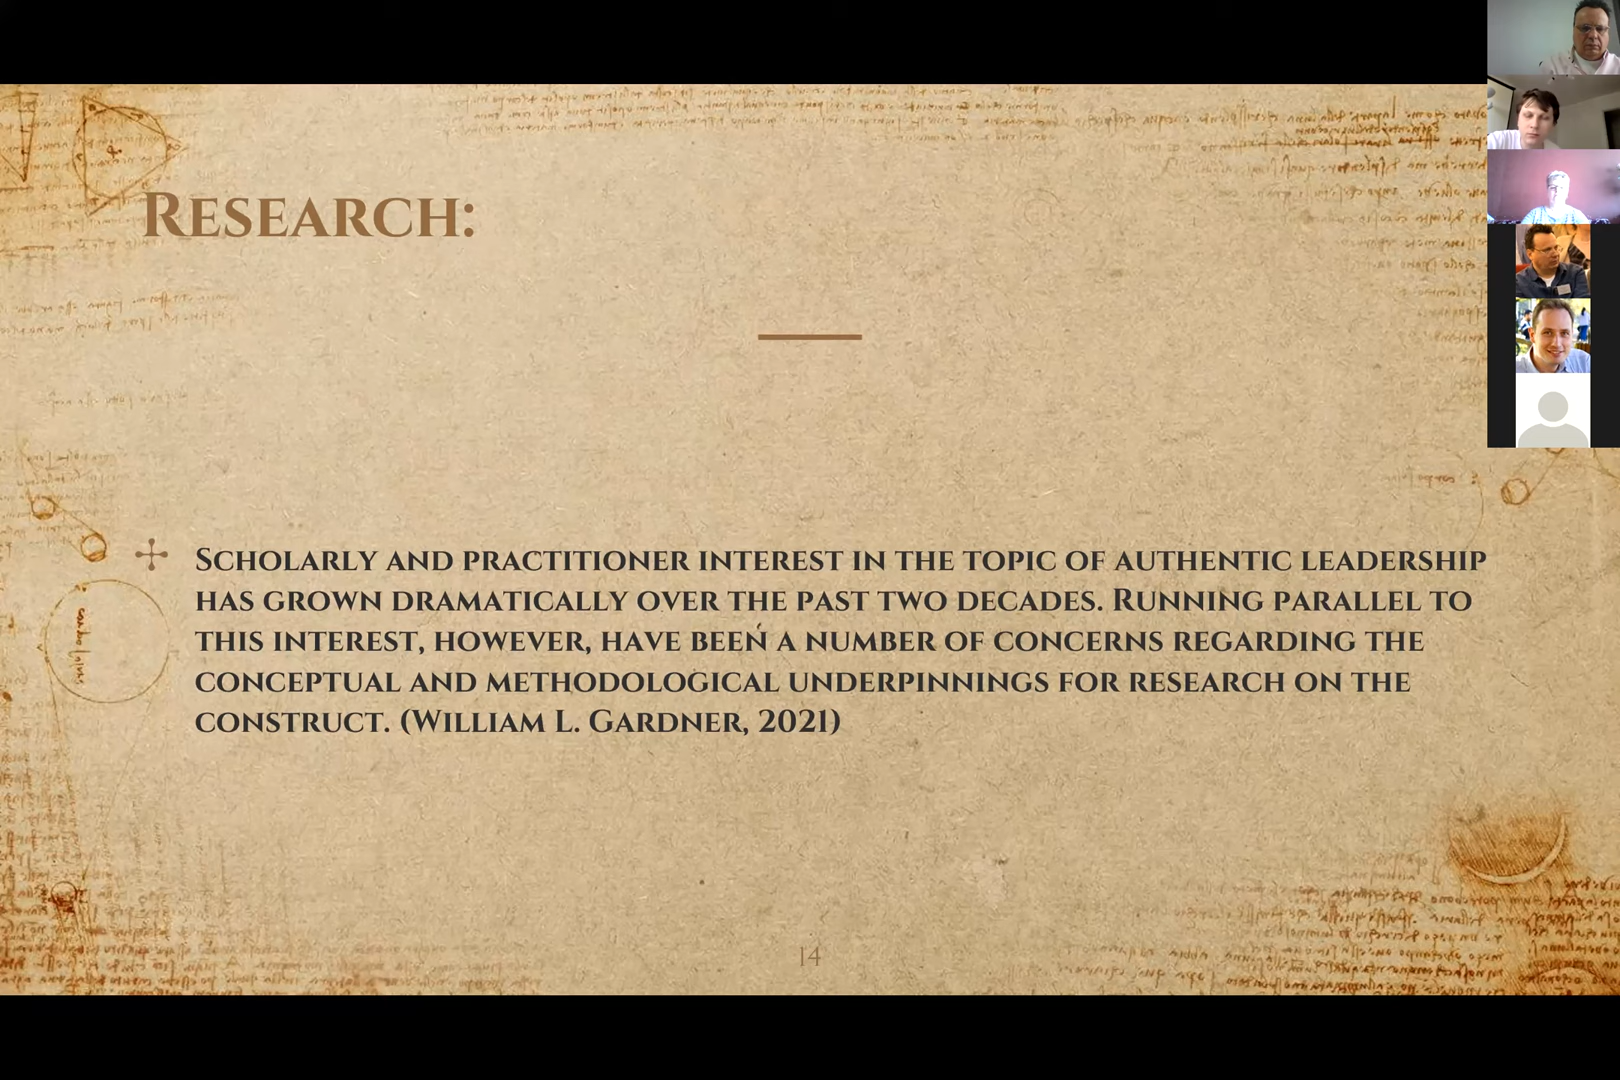 Research:
Scholarly and practitioner interest in the topic of authentic leadership
has grown dramatically over the past two decades. Running parallel to
this interest, however, have been a number of concerns regarding the
conceptual and methodological underpinnings for research on the
construct. (William L. Gardner, 2021)
14